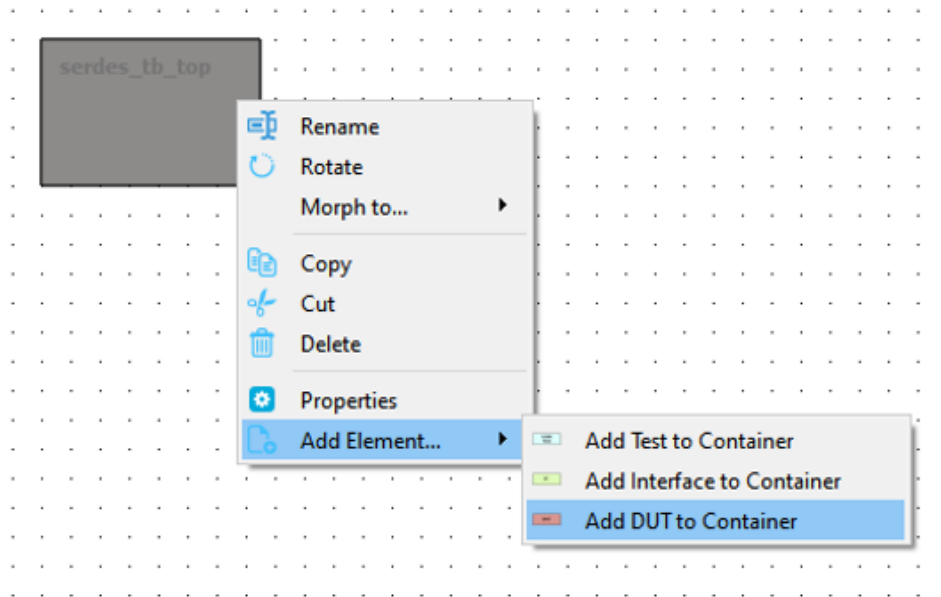 serdes_tb_top
Rename
Rotate
Morph to...
Copy
Cut
Delete
Properties
Add Element...
Add Test to Container
Add Interface to Container
Add DUT to Container